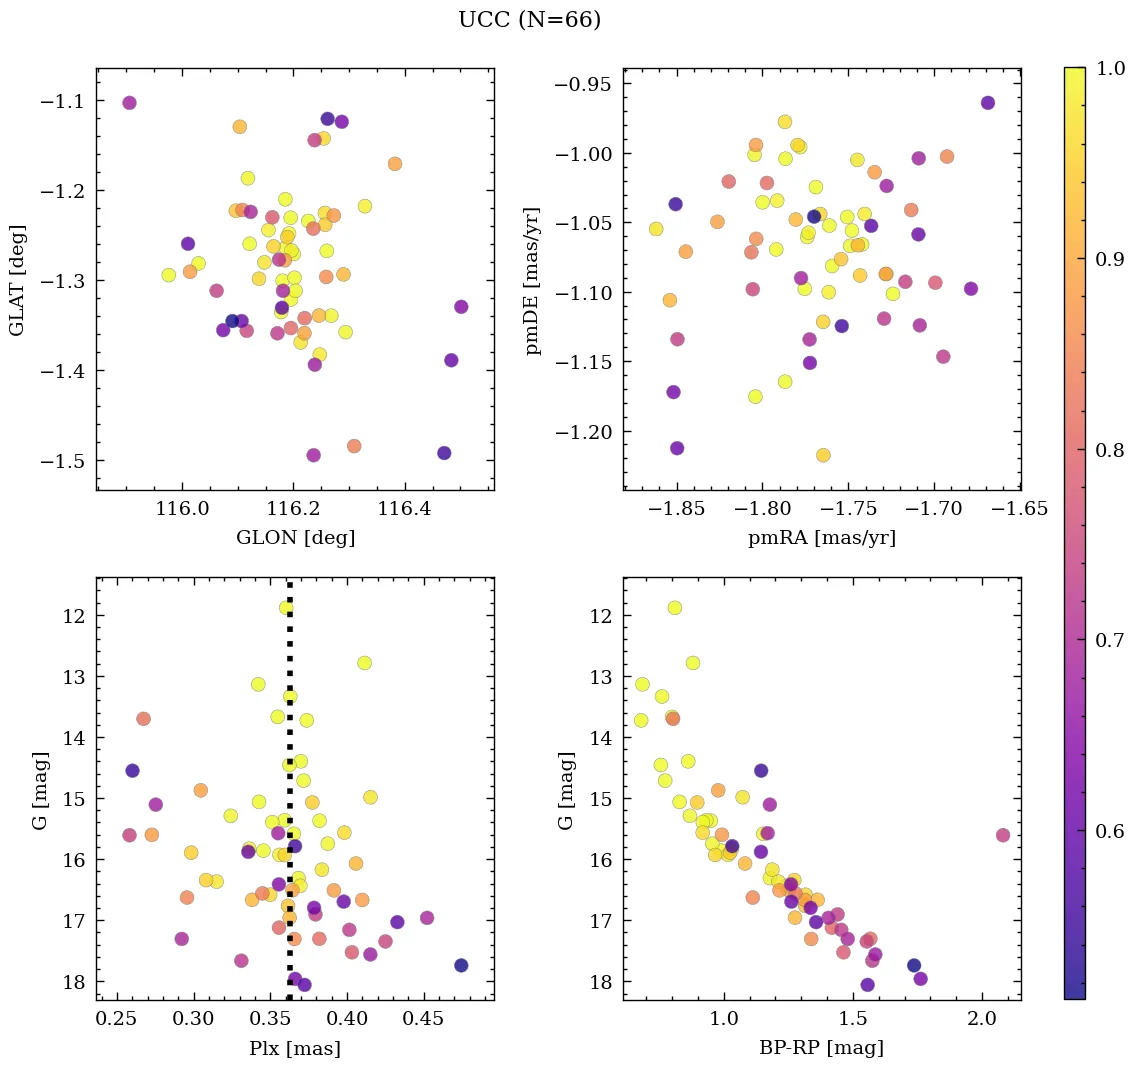 UCC (N=66)
−1.1
−1.2
−1.3
−1.4
−1.5
GLAT [deg]
116.0 116.2 116.4
GLON [deg]
−0.95
−1.00
−1.05
−1.10
−1.15
−1.20
pmDE [mas/yr]
−1.85 −1.80 −1.75 −1.70 −1.65
pmRA [mas/yr]
12
13
14
15
16
17
18
G [mag]
0.25 0.30 0.35 0.40 0.45
Plx [mas]
12
13
14
15
16
17
18
G [mag]
1.0 1.5 2.0
BP-RP [mag]
1.0
0.9
0.8
0.7
0.6